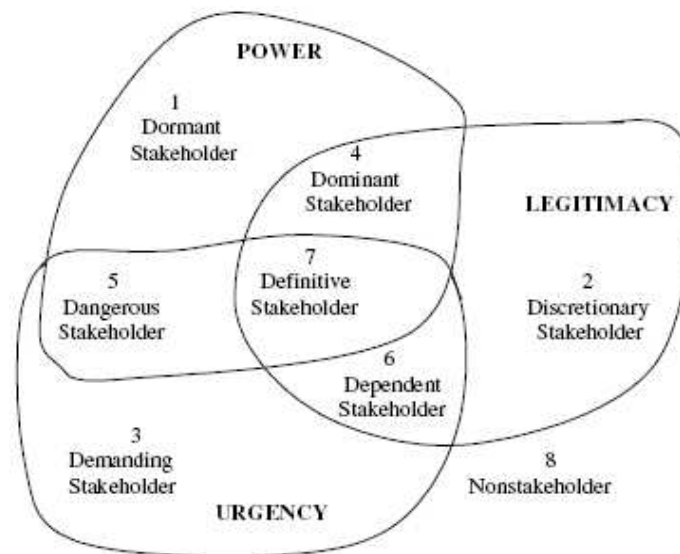 POWER
1
Dormant
Stakeholder
4
Dominant
Stakeholder
LEGITIMACY
5
Dangerous
Stakeholder
7
Definitive
Stakeholder
2
Discretionary
Stakeholder
6
Dependent
Stakeholder
3
Demanding
Stakeholder
8
Nonstakeholder
URGENCY